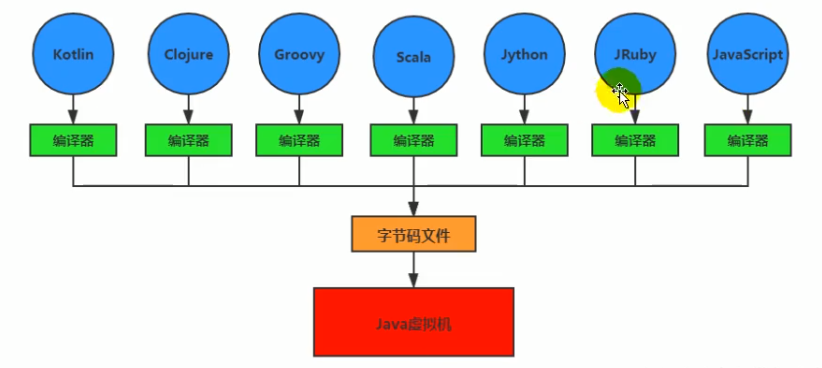 Kotlin
Clojure
Groovy
Scala
Jython
JRuby
JavaScript
编译器
编译器
编译器
编译器
编译器
编译器
编译器
字节码文件
Java虚拟机